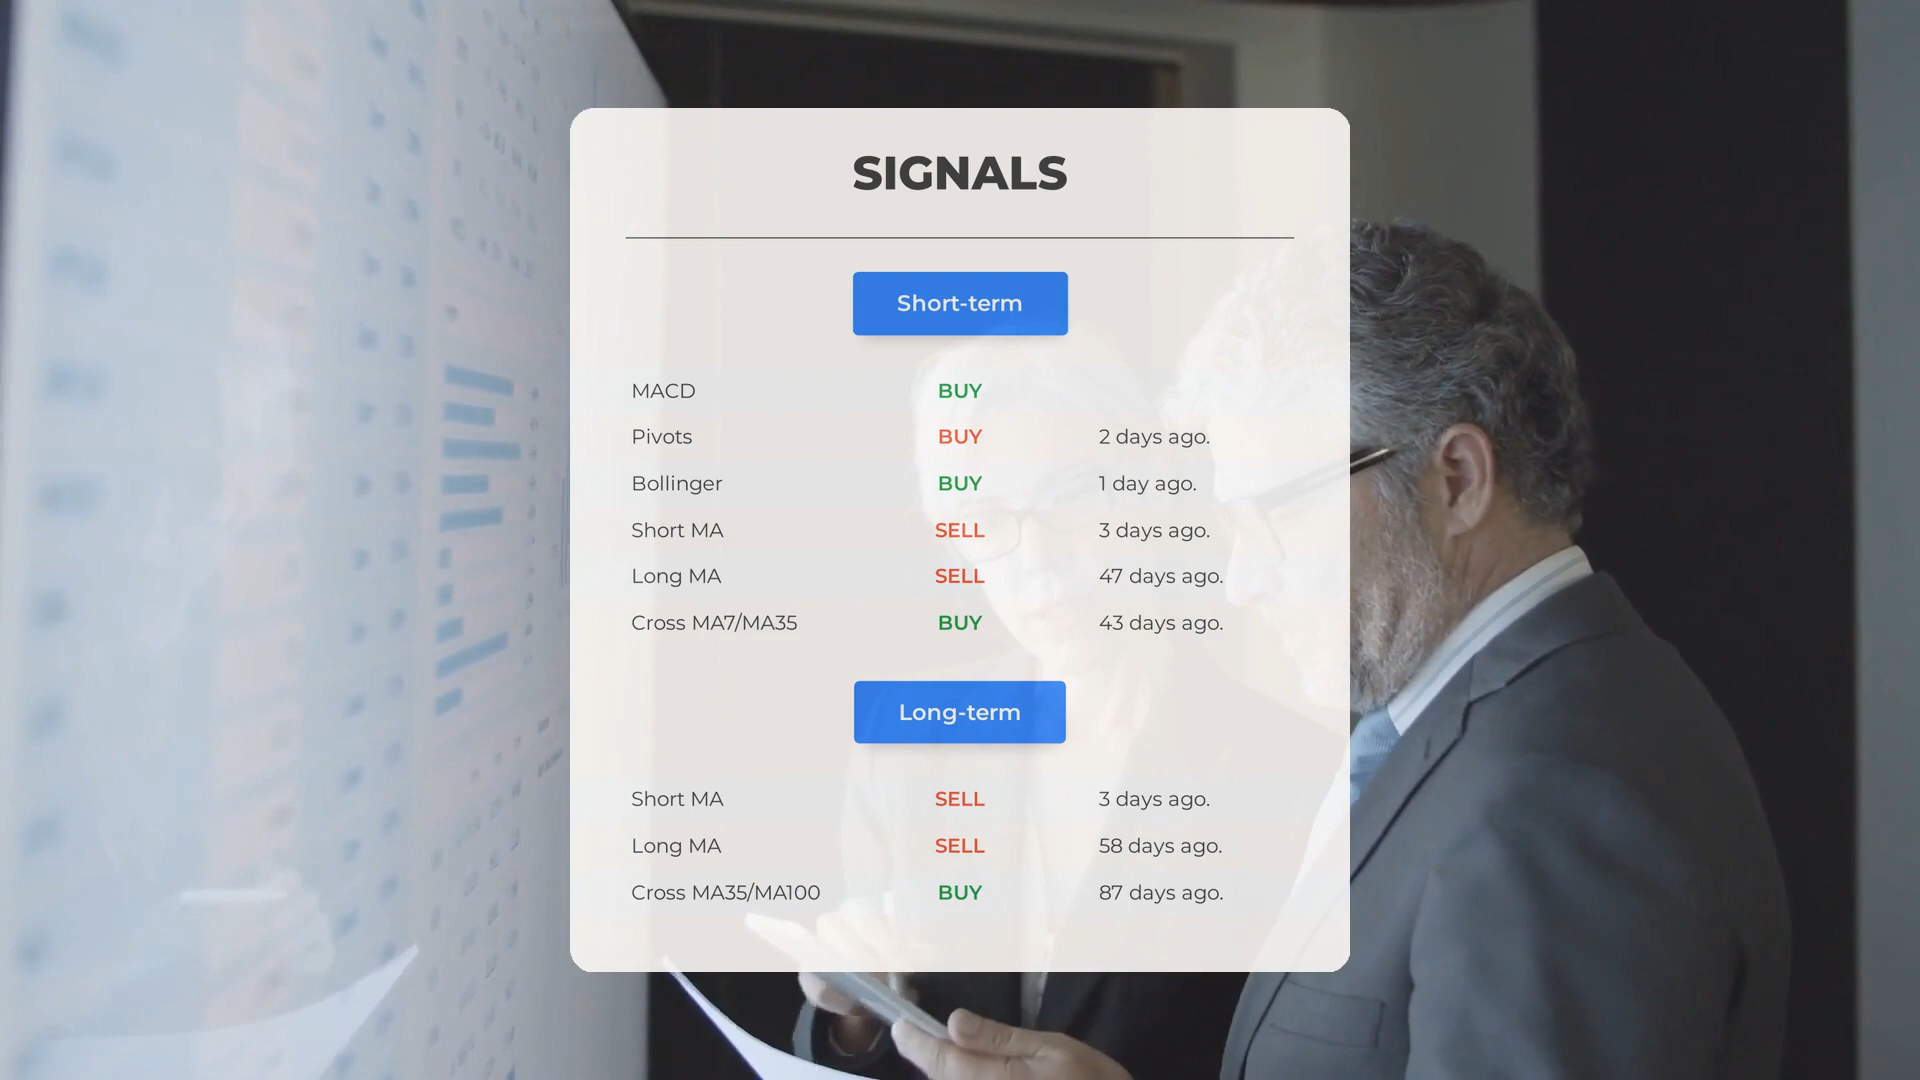 SIGNALS
Short-term
MACD BUY
Pivots BUY 2 days ago.
Bollinger BUY 1 day ago.
Short MA SELL 3 days ago.
Long MA SELL 47 days ago.
Cross MA7/MA35 BUY 43 days ago.
Long-term
Short MA SELL 3 days ago.
Long MA SELL 58 days ago.
Cross MA35/MA100 BUY 87 days ago.